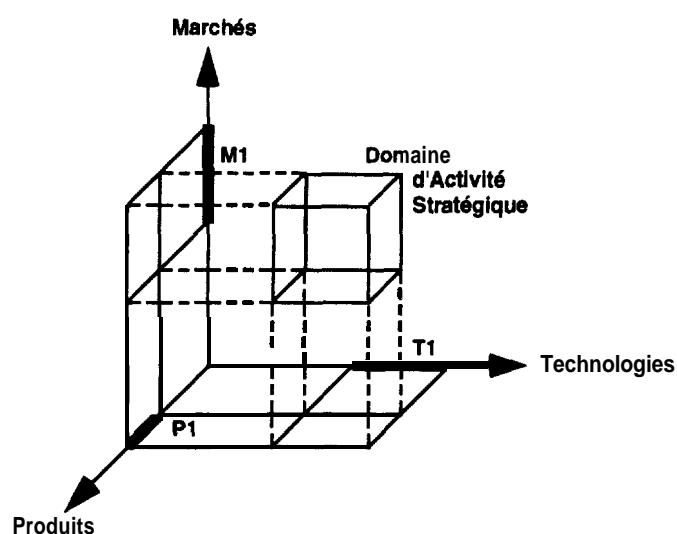 Marchés
M1
Domaine
d'Activité
Stratégique
T1
Technologies
P1
Produits